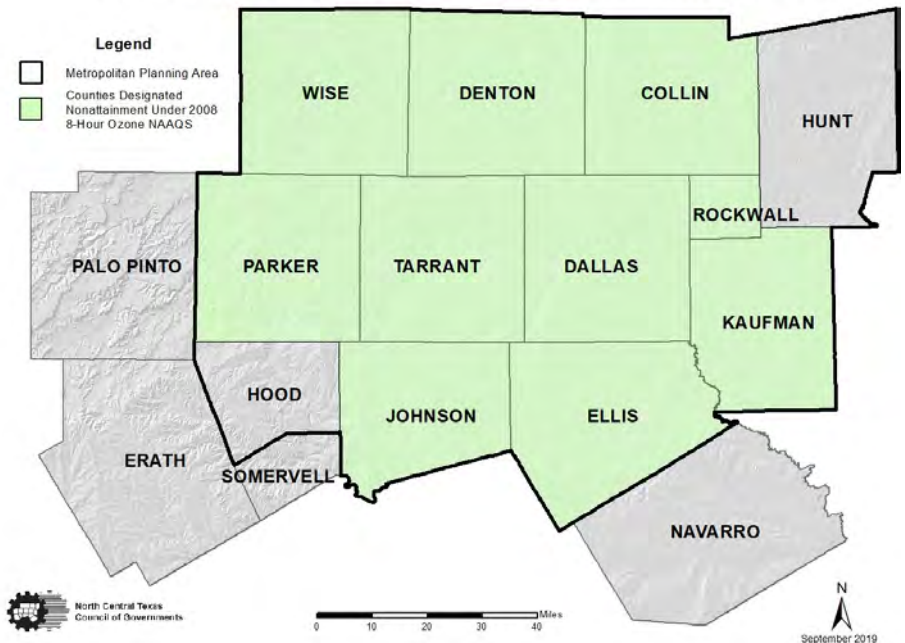 Legend
Metropolitan Planning Area
Counties Designated
Nonattainment Under 2008
8-Hour Ozone NAAQS
WISE
DENTON
COLLIN
HUNT
ROCKWALL
PALO PINTO
PARKER
TARRANT
DALLAS
KAUFMAN
HOOD
JOHNSON
ELLIS
ERATH
SOMERVELL
NAVARRO
North Central Texas
Council of Governments
Miles
0 10 20 30 40
N
September 2019